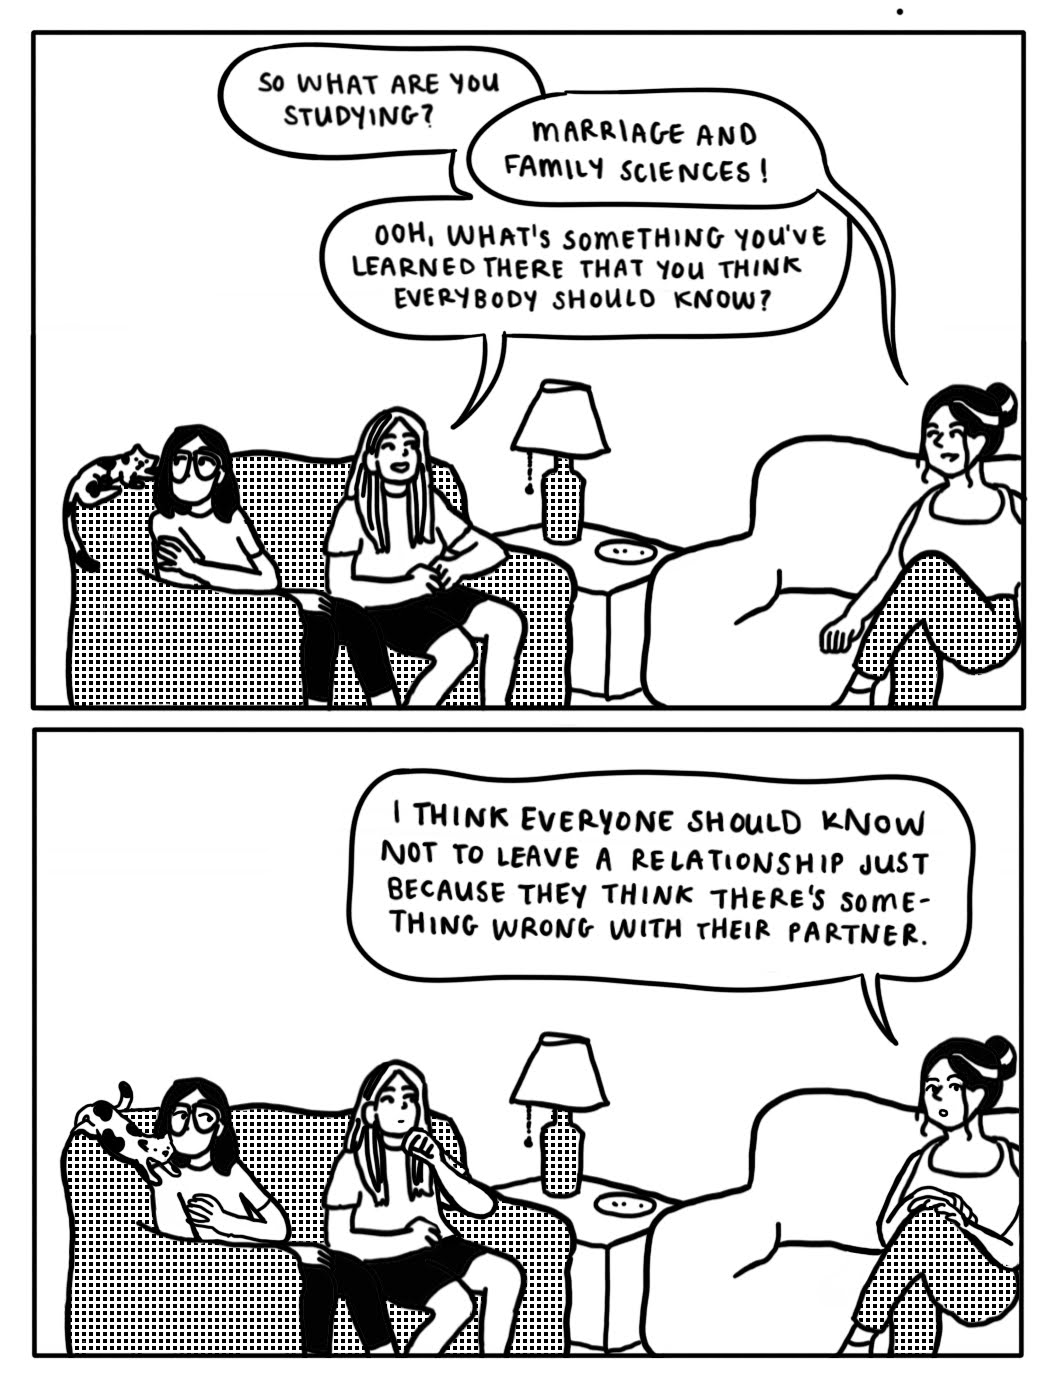 SO WHAT ARE YOU
STUDYING?
MARRIAGE AND
FAMILY SCIENCES!
OOH, WHAT'S SOMETHING YOU'VE
LEARNED THERE THAT YOU THINK
EVERYBODY SHOULD KNOW?
I THINK EVERYONE SHOULD KNOW
NOT TO LEAVE A RELATIONSHIP JUST
BECAUSE THEY THINK THERE'S SOME-
THING WRONG WITH THEIR PARTNER.